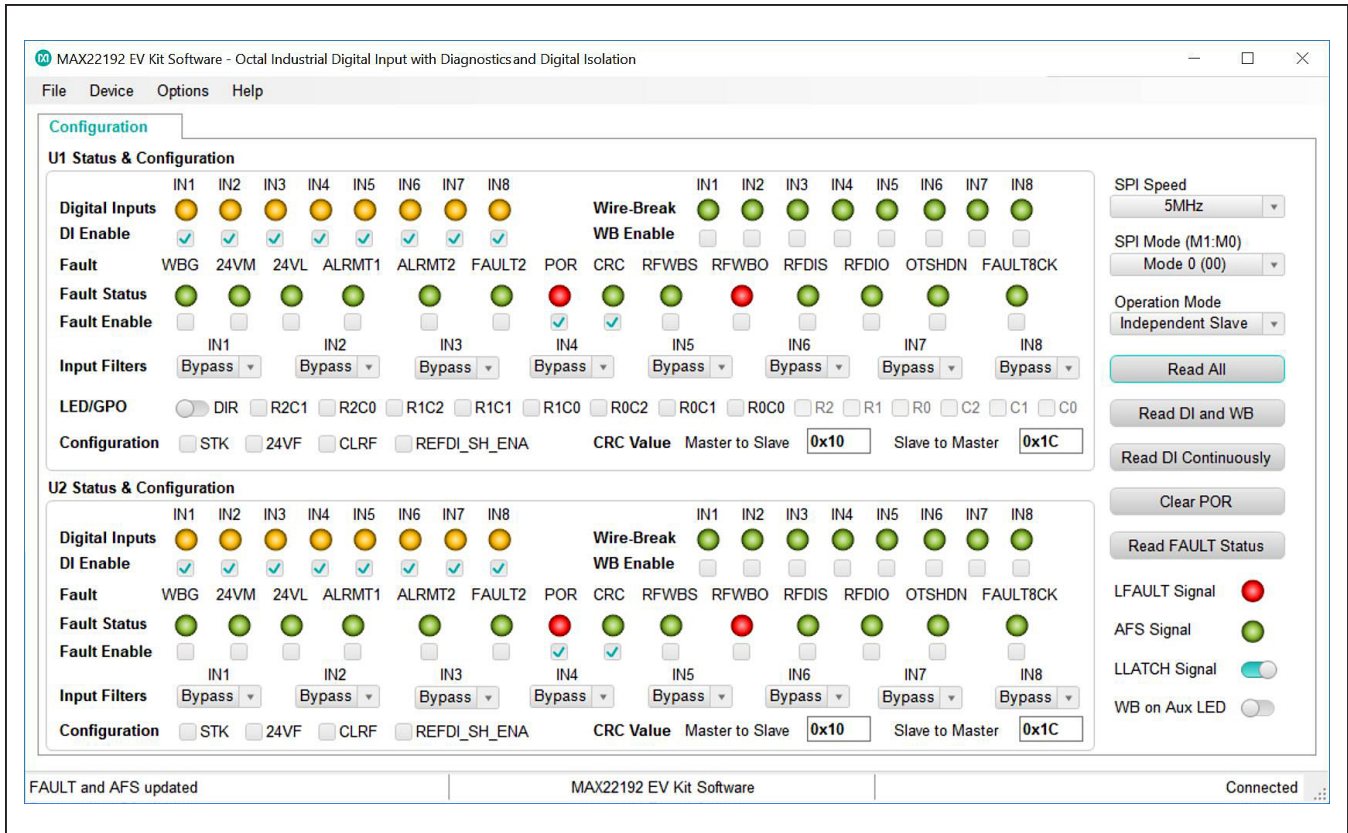 MAX22192 EV Kit Software - Octal Industrial Digital Input with Diagnostics and Digital Isolation
File Device Options Help
Configuration
U1 Status & Configuration
IN1 IN2 IN3 IN4 IN5 IN6 IN7 IN8 IN1 IN2 IN3 IN4 IN5 IN6 IN7 IN8 SPI Speed
Digital Inputs Wire-Break 5MHz
DI Enable WB Enable
SPI Mode (M1:M0)
Fault WBG 24VM 24VL ALRMT1 ALRMT2 FAULT2 POR CRC RFWBS RFWBO RFDIS RFDIO OTSHDN FAULT8CK Mode 0 (00)
Fault Status
Operation Mode
Fault Enable Independent Slave
IN1 IN2 IN3 IN4 IN5 IN6 IN7 IN8
Input Filters Bypass Bypass Bypass Bypass Bypass Bypass Bypass Bypass Read All
LED/GPO DIR R2C1 R2C0 R1C2 R1C1 R1C0 R0C2 R0C1 R0C0 R2 R1 R0 C2 C1 C0 Read DI and WB
Configuration STK 24VF CLRF REFDI_SH_ENA CRC Value Master to Slave 0x10 Slave to Master 0x1C
Read DI Continuously
U2 Status & Configuration
Clear POR
IN1 IN2 IN3 IN4 IN5 IN6 IN7 IN8 IN1 IN2 IN3 IN4 IN5 IN6 IN7 IN8
Digital Inputs Wire-Break Read FAULT Status
DI Enable WB Enable
Fault WBG 24VM 24VL ALRMT1 ALRMT2 FAULT2 POR CRC RFWBS RFWBO RFDIS RFDIO OTSHDN FAULT8CK LFAULT Signal
Fault Status AFS Signal
Fault Enable
IN1 IN2 IN3 IN4 IN5 IN6 IN7 IN8 LLATCH Signal
Input Filters Bypass Bypass Bypass Bypass Bypass Bypass Bypass Bypass
WB on Aux LED
Configuration STK 24VF CLRF REFDI_SH_ENA CRC Value Master to Slave 0x10 Slave to Master 0x1C
FAULT and AFS updated MAX22192 EV Kit Software Connected